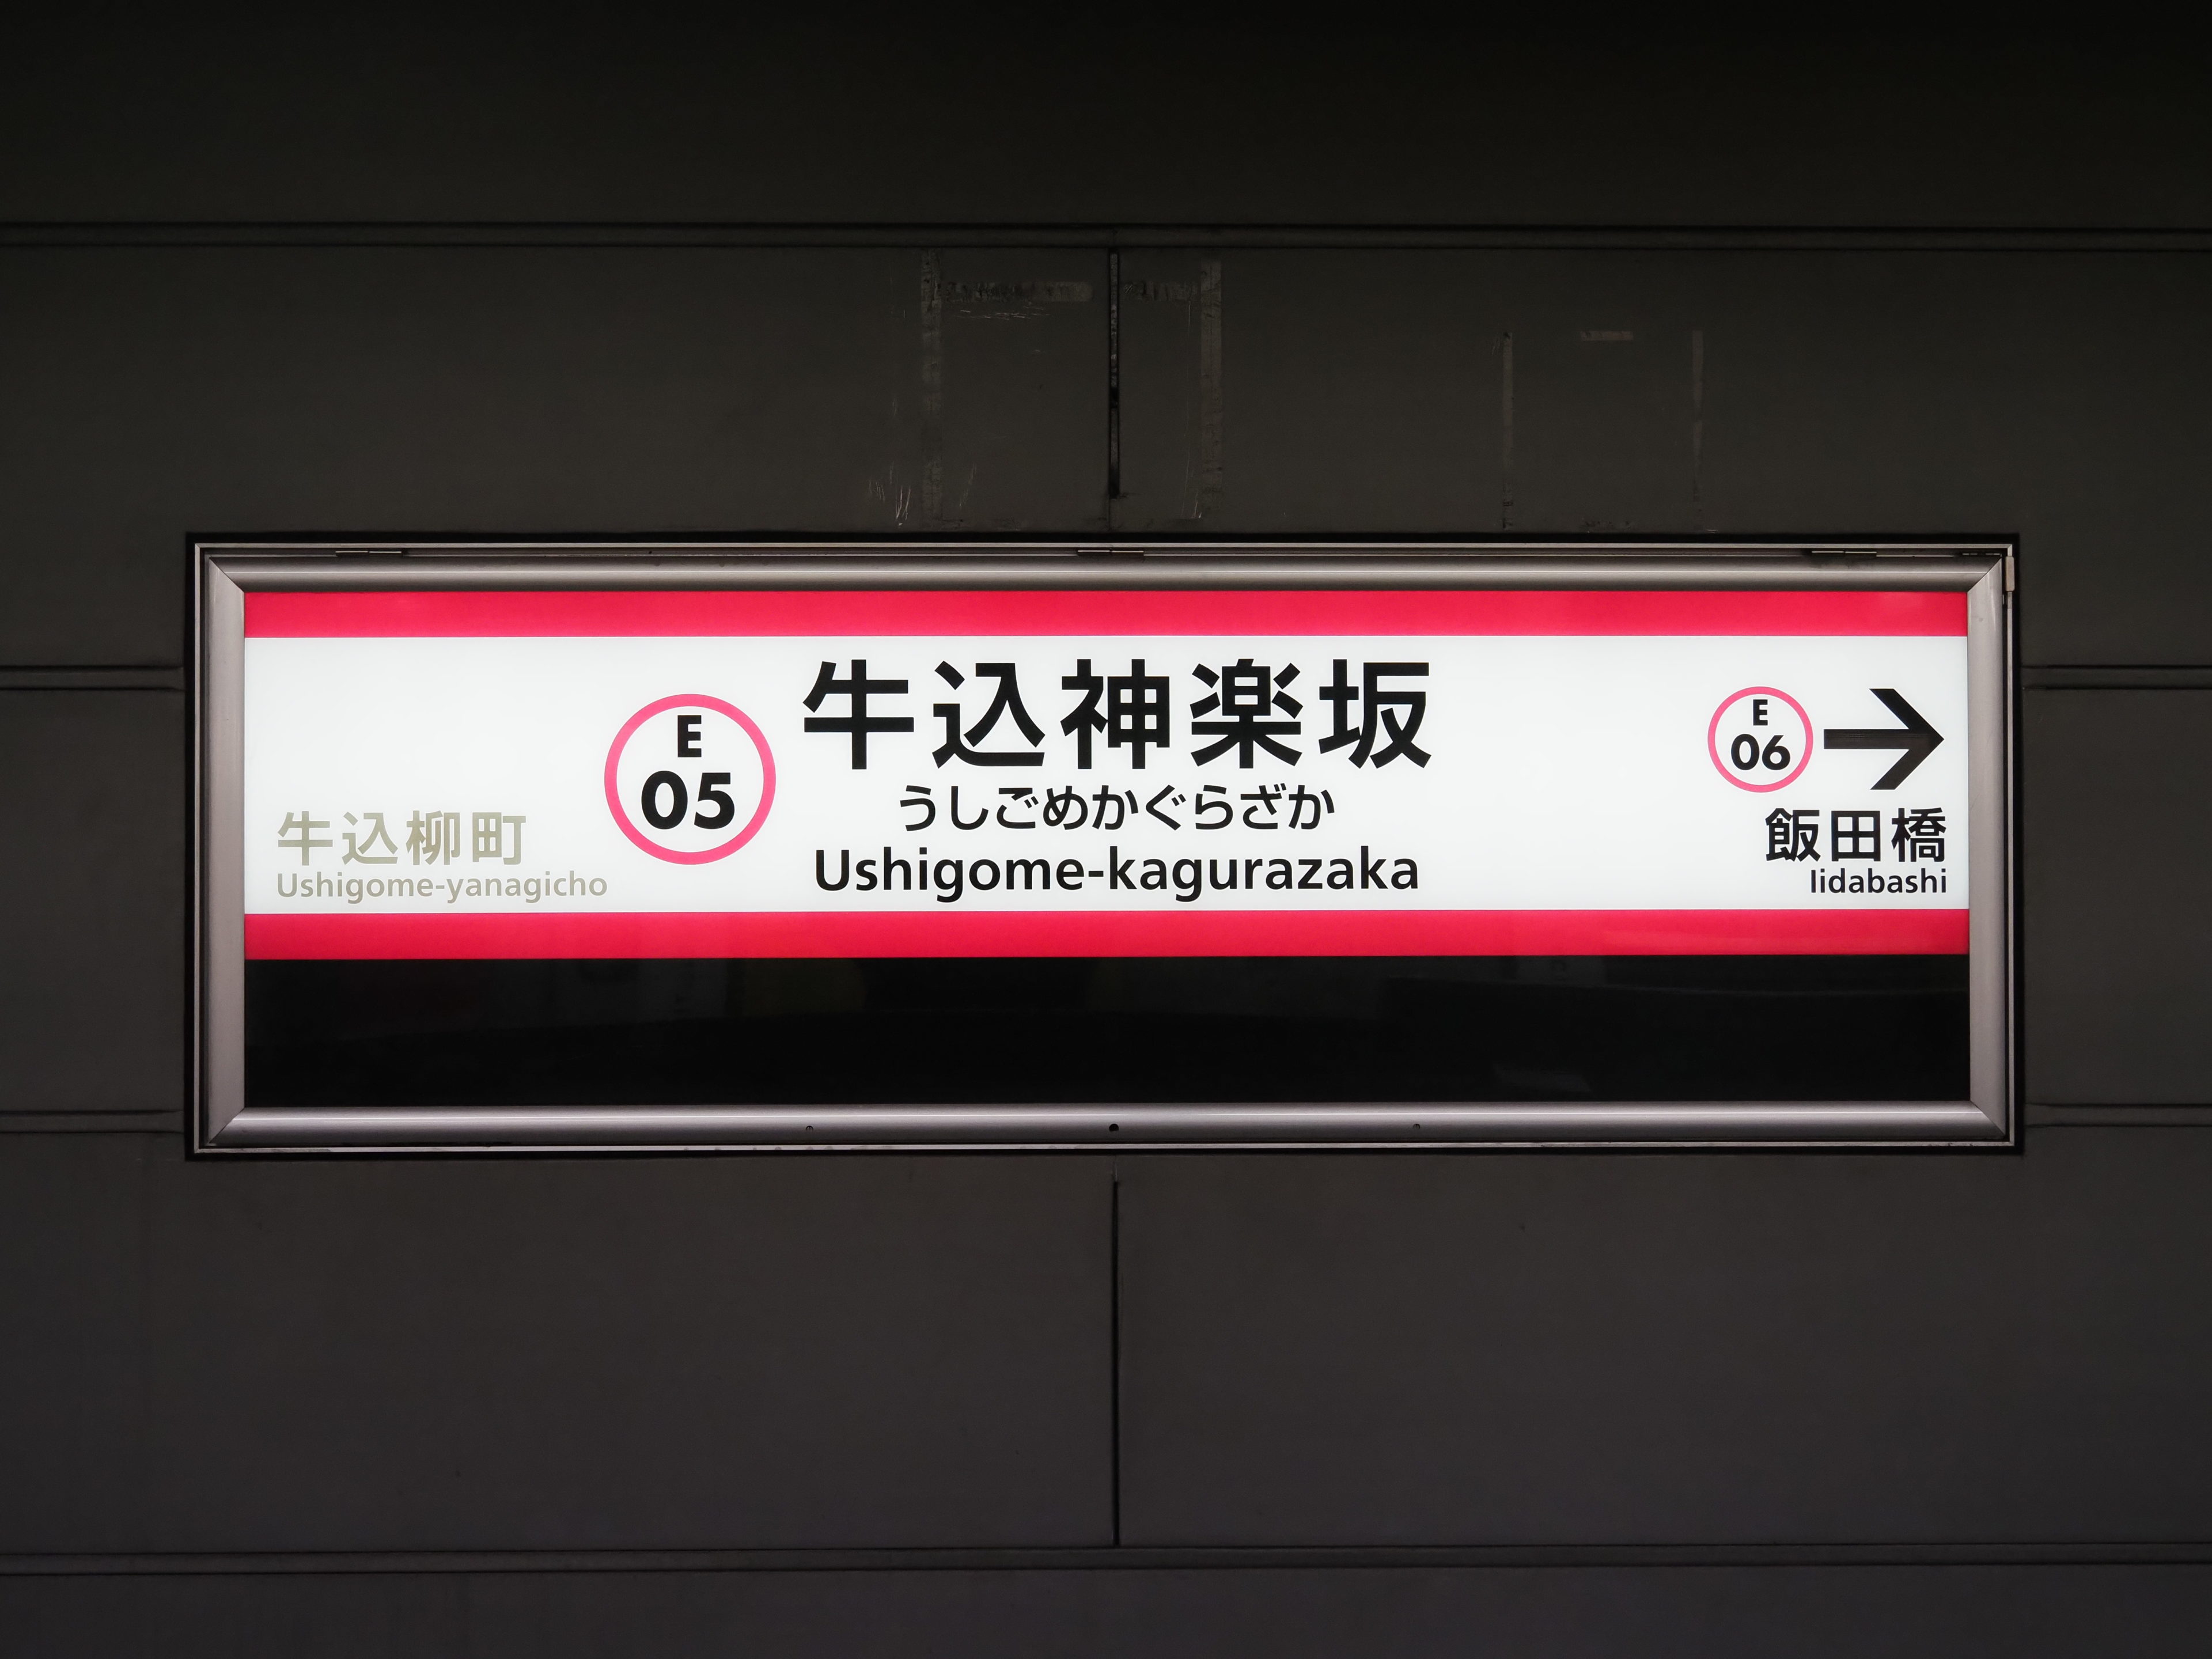 牛込柳町
Ushigome-yanagicho
E
05
牛込神楽坂
うしごめかぐらざか
Ushigome-kagurazaka
E
06
→
飯田橋
Iidabashi